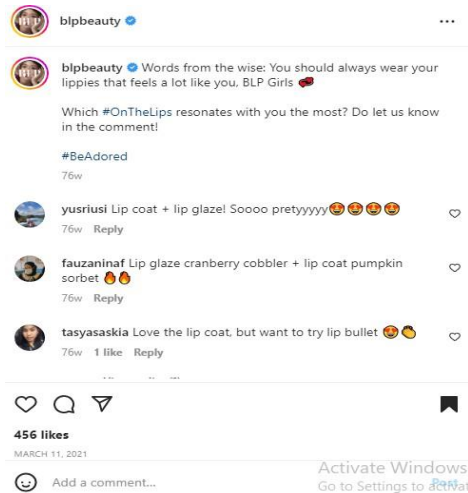 blpbeauty
blpbeauty Words from the wise: You should always wear your
lippies that feels a lot like you, BLP Girls
Which #OnTheLips resonates with you the most? Do let us know
in the comment!
#BeAdored
76w
yusriusi Lip coat + lip glaze! Soooo pretyyyyy
76w Reply
fauzaninaf Lip glaze cranberry cobbler + lip coat pumpkin
sorbet
76w Reply
tasyasaskia Love the lip coat, but want to try lip bullet
76w 1 like Reply
456 likes
MARCH 11, 2021
Add a comment...
Post
Activate Windows
Go to Settings to activat